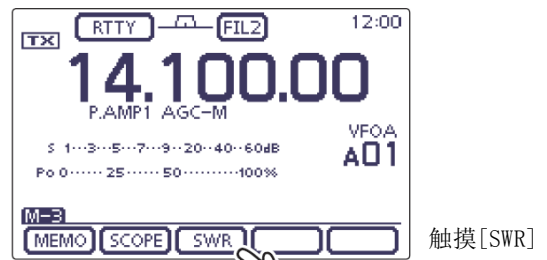 RTTY FIL2 12:00
TX
14.100.00
P.AMP1 AGC-M
VFOA
A01
S 1···3···5···7···9··20··40··60dB
Po 0······ 25······ 50··········100%
M-3
MEMO SCOPE SWR
触摸[SWR]